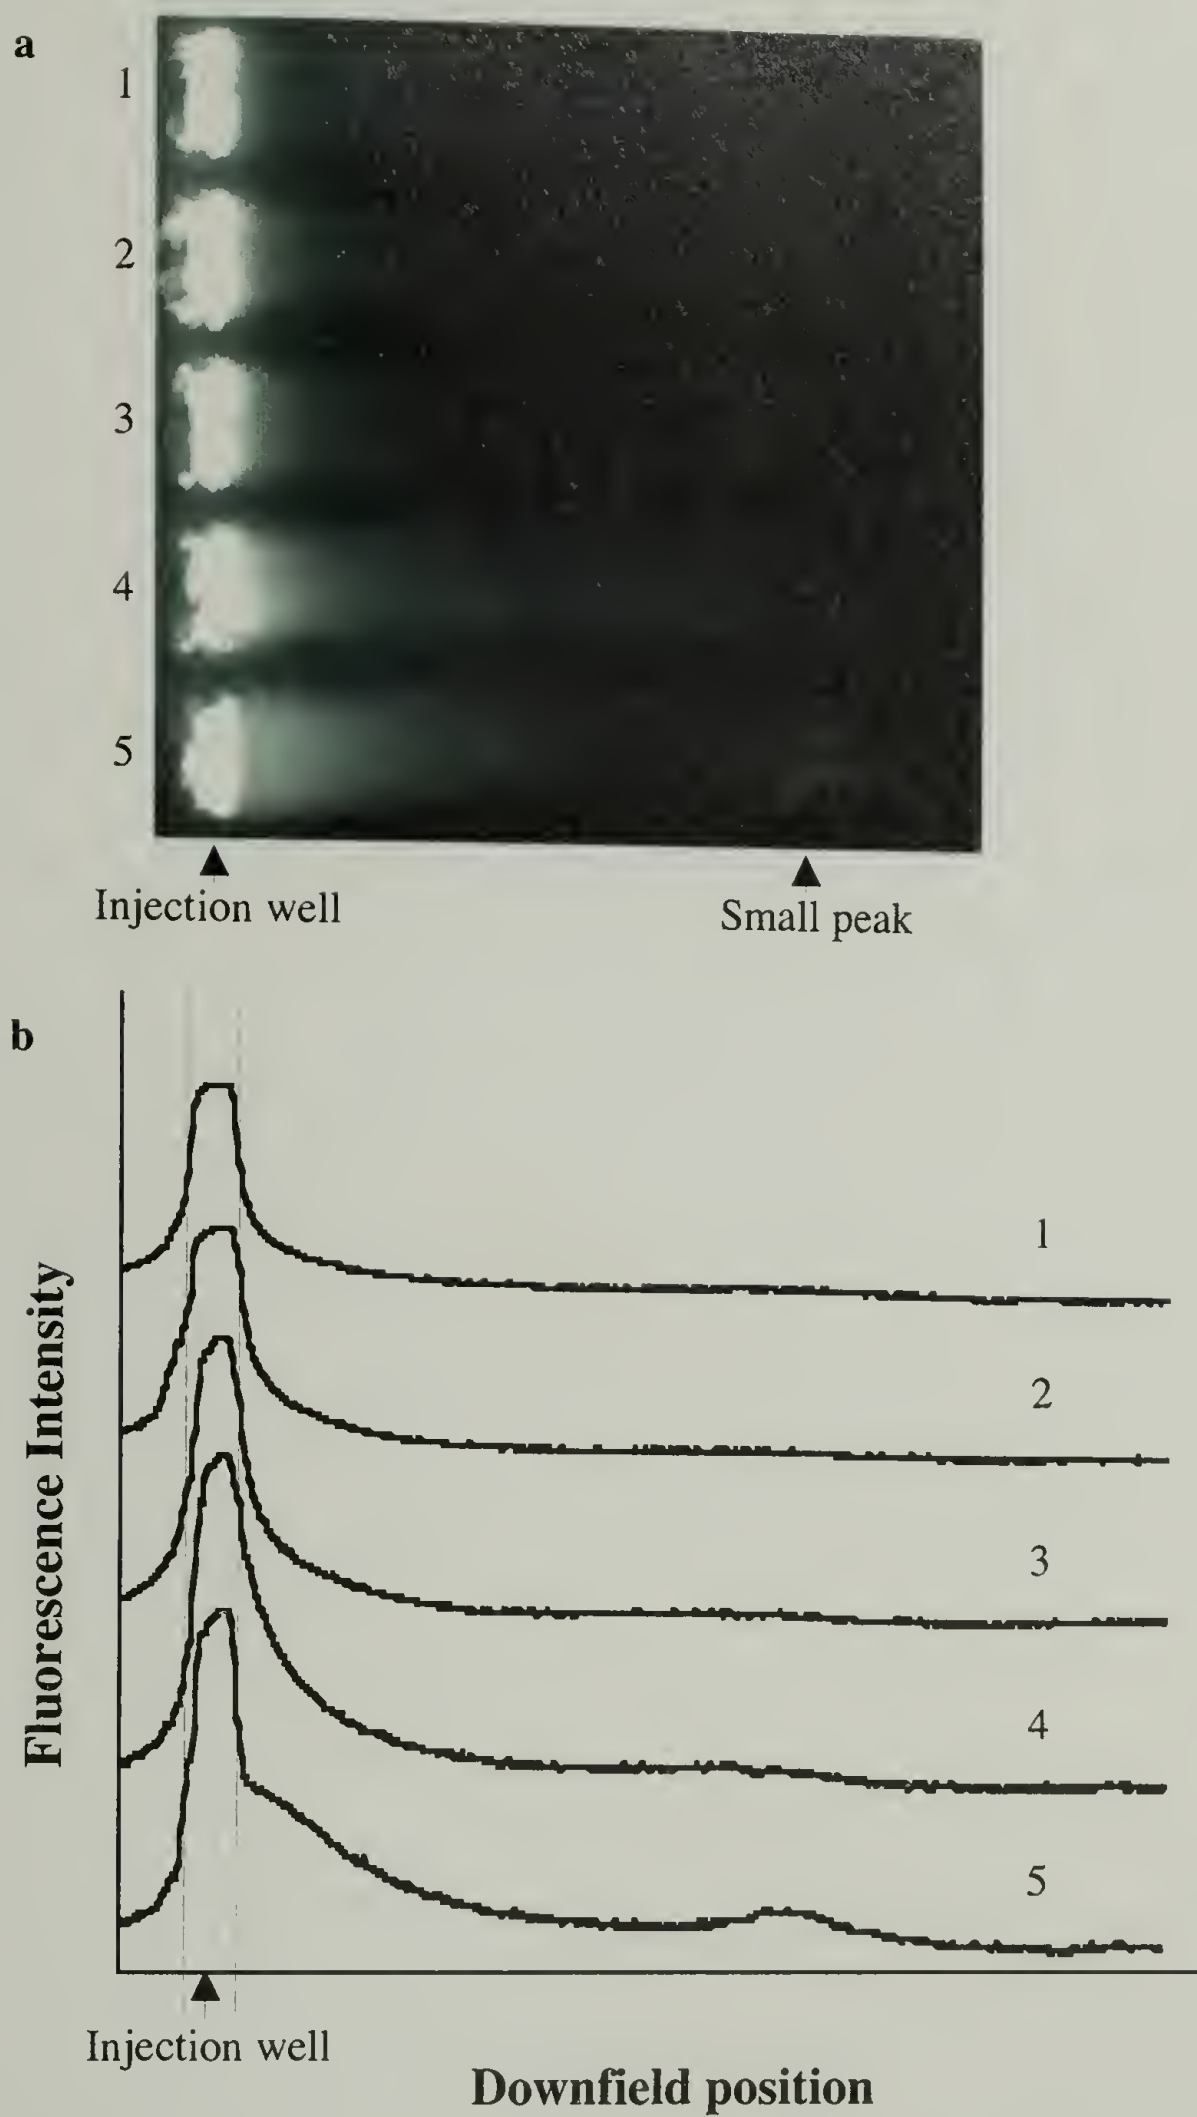 a
1
2
3
4
5
Injection well
Small peak
b
Fluorescence Intensity
1
2
3
4
5
Injection well
Downfield position